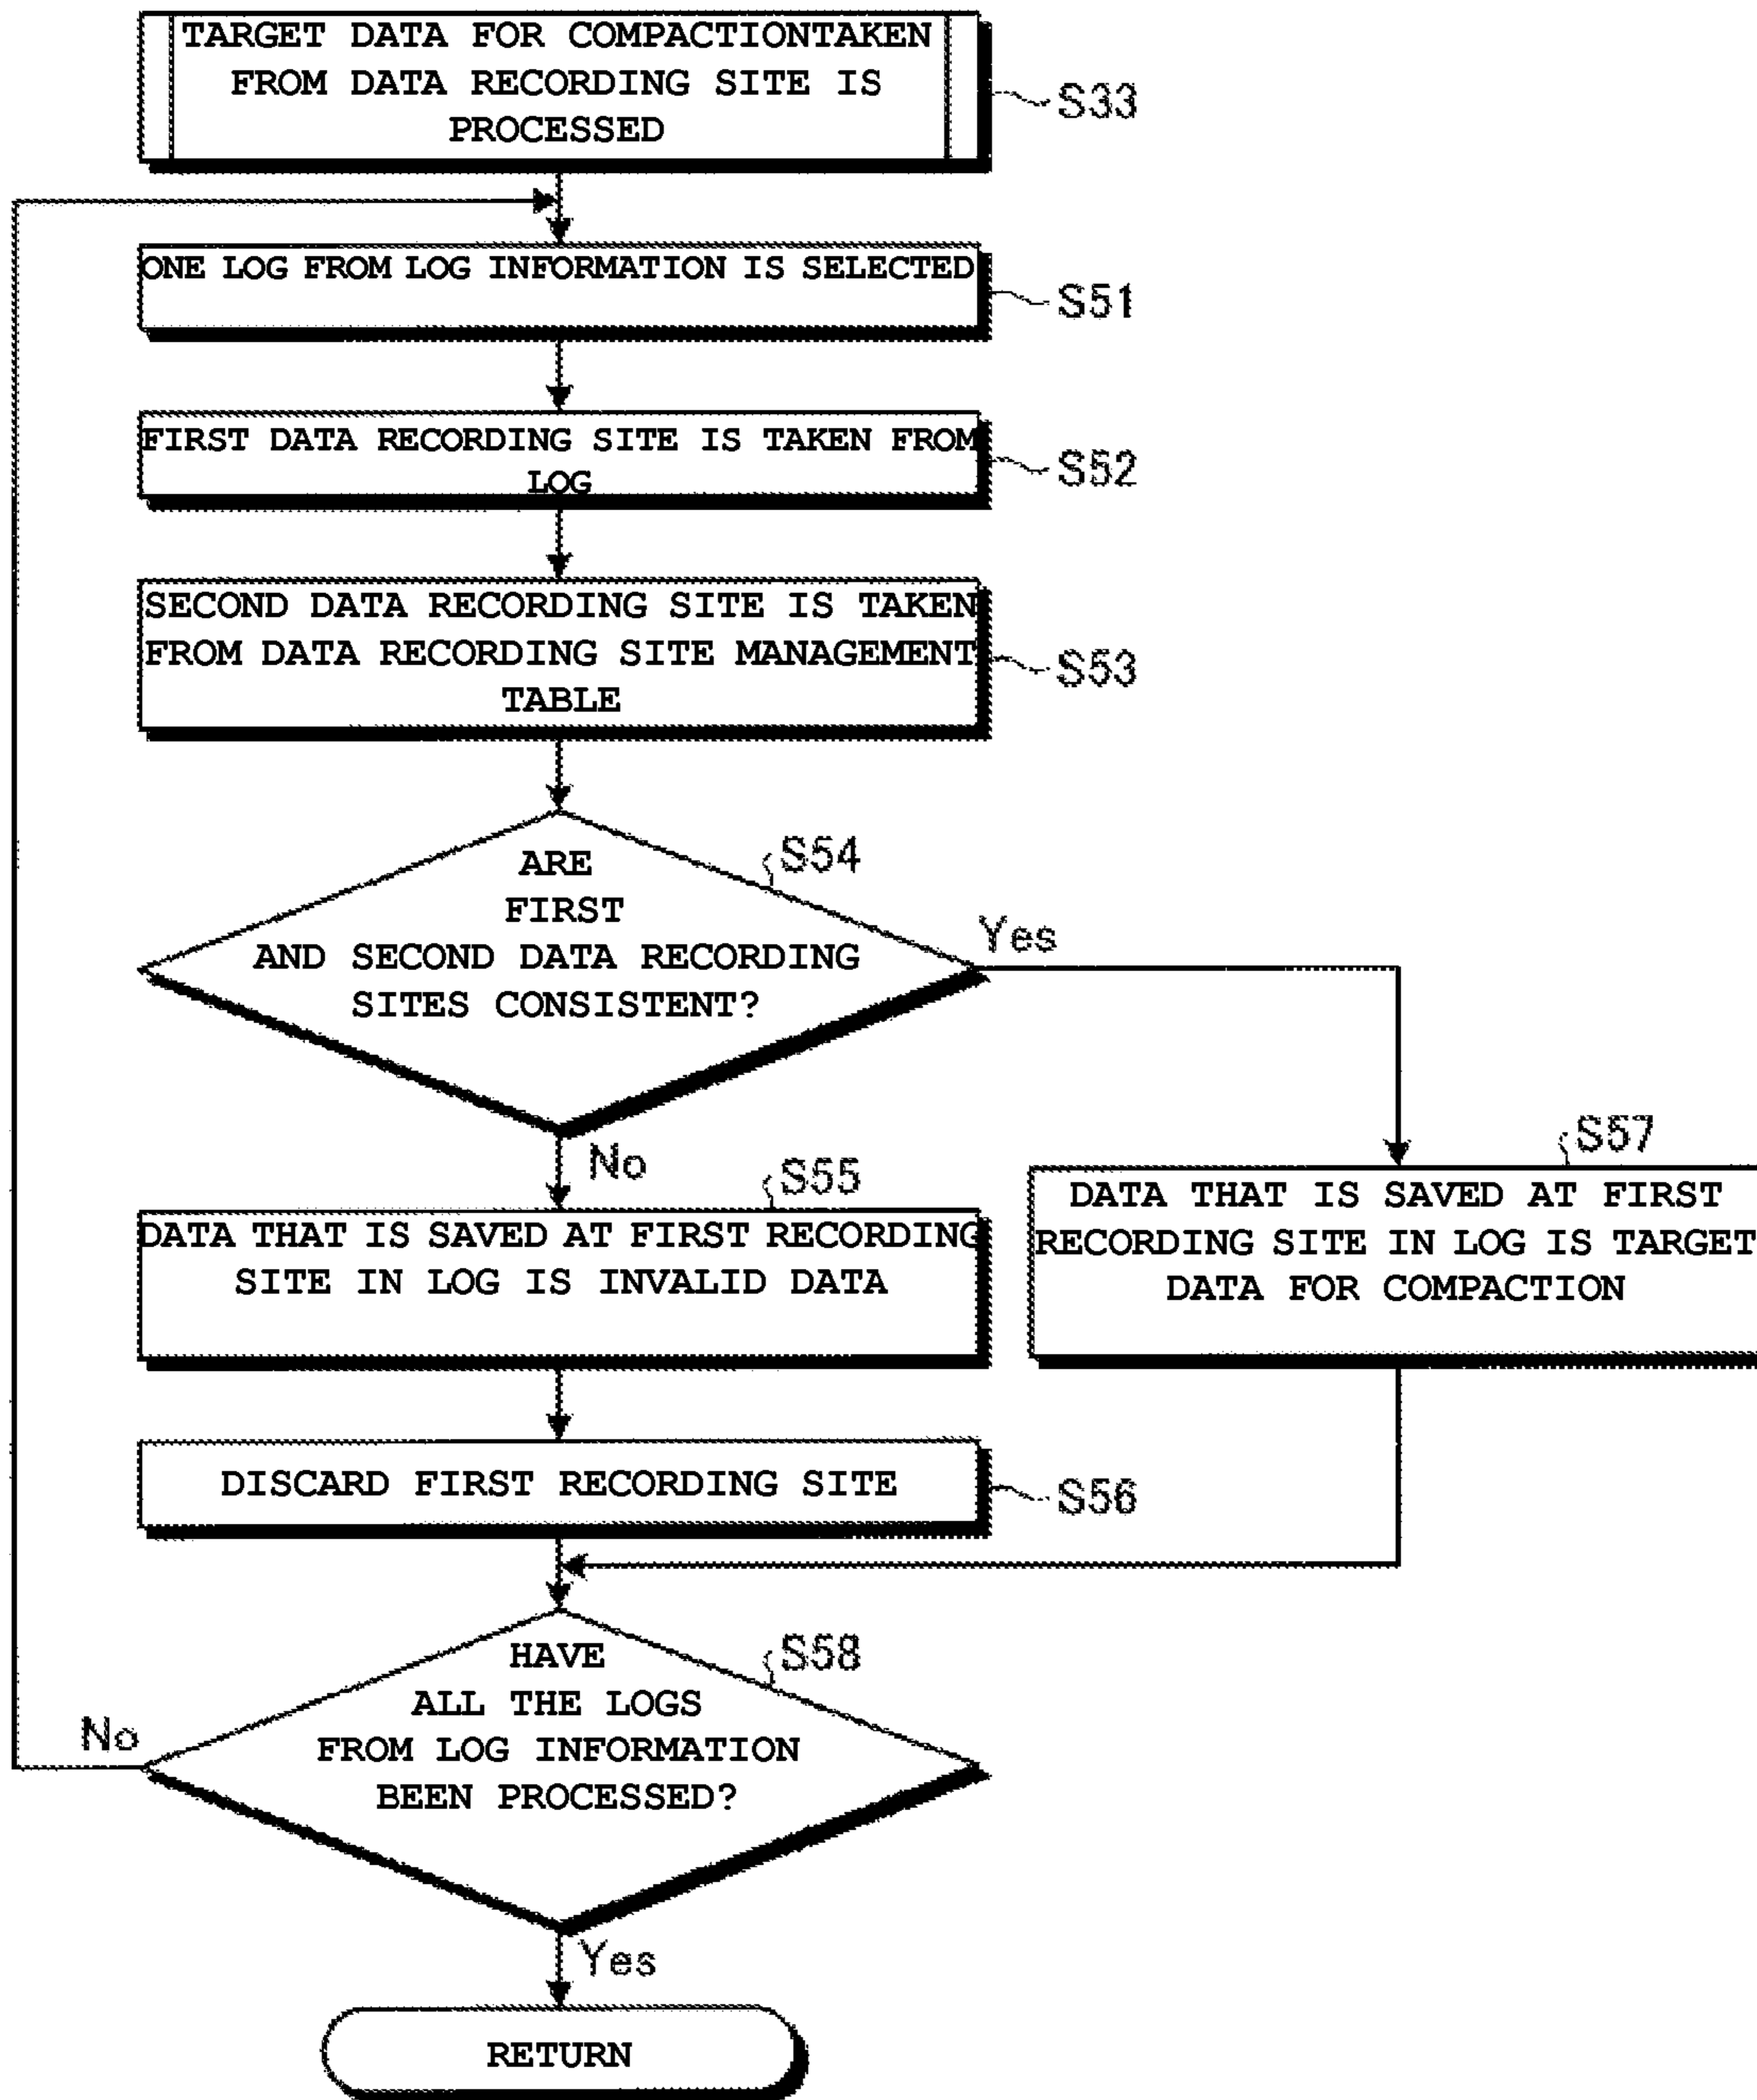 TARGET DATA FOR COMPACTIONTAKEN
FROM DATA RECORDING SITE IS
PROCESSED
S33
ONE LOG FROM LOG INFORMATION IS SELECTED
S51
FIRST DATA RECORDING SITE IS TAKEN FROM
LOG
S52
SECOND DATA RECORDING SITE IS TAKEN
FROM DATA RECORDING SITE MANAGEMENT
TABLE
S53
S54
ARE
FIRST
AND SECOND DATA RECORDING
SITES CONSISTENT?
Yes
No
S55
DATA THAT IS SAVED AT FIRST RECORDING
SITE IN LOG IS INVALID DATA
S57
DATA THAT IS SAVED AT FIRST
RECORDING SITE IN LOG IS TARGET
DATA FOR COMPACTION
DISCARD FIRST RECORDING SITE
S56
S58
HAVE
ALL THE LOGS
FROM LOG INFORMATION
BEEN PROCESSED?
No
Yes
RETURN